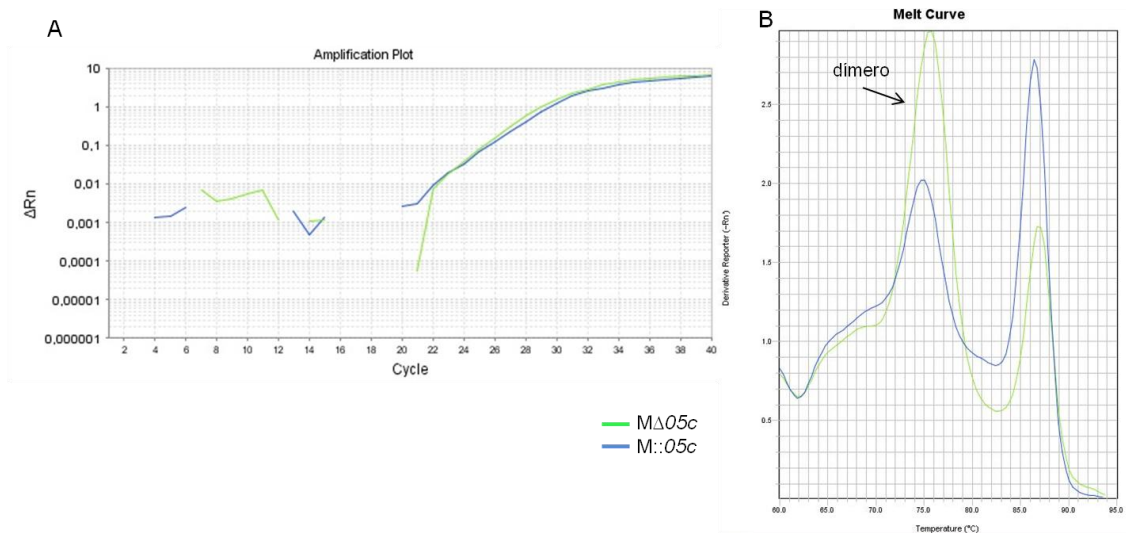 A
Amplification Plot
10
1
0,1
0,01
0,001
0,0001
0,00001
0,000001
ΔRn
2 4 6 8 10 12 14 16 18 20 22 24 26 28 30 32 34 36 38 40
Cycle
MΔ05c
M::05c
B
Melt Curve
dimero
2.5
2.0
1.5
1.0
0.5
Derivative Reporter (-Rn)
60.0 65.0 70.0 75.0 80.0 85.0 90.0 95.0
Temperature (°C)